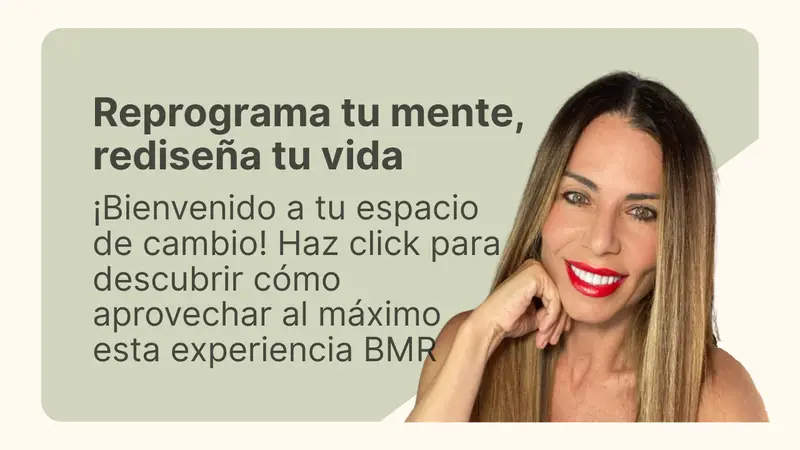 Reprograma tu mente,
rediseña tu vida
¡Bienvenido a tu espacio
de cambio! Haz click para
descubrir cómo
aprovechar al máximo
esta experiencia BMR